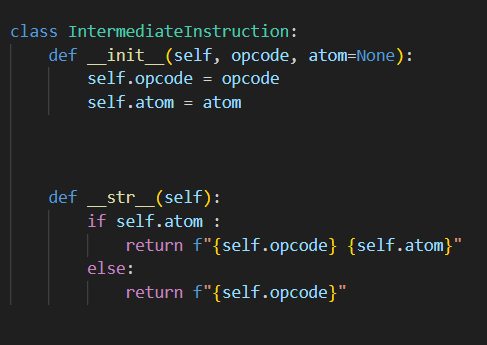 class IntermediateInstruction:
    def __init__(self, opcode, atom=None):
        self.opcode = opcode
        self.atom = atom
    def __str__(self):
        if self.atom :
            return f"{self.opcode} {self.atom}"
        else:
            return f"{self.opcode}"